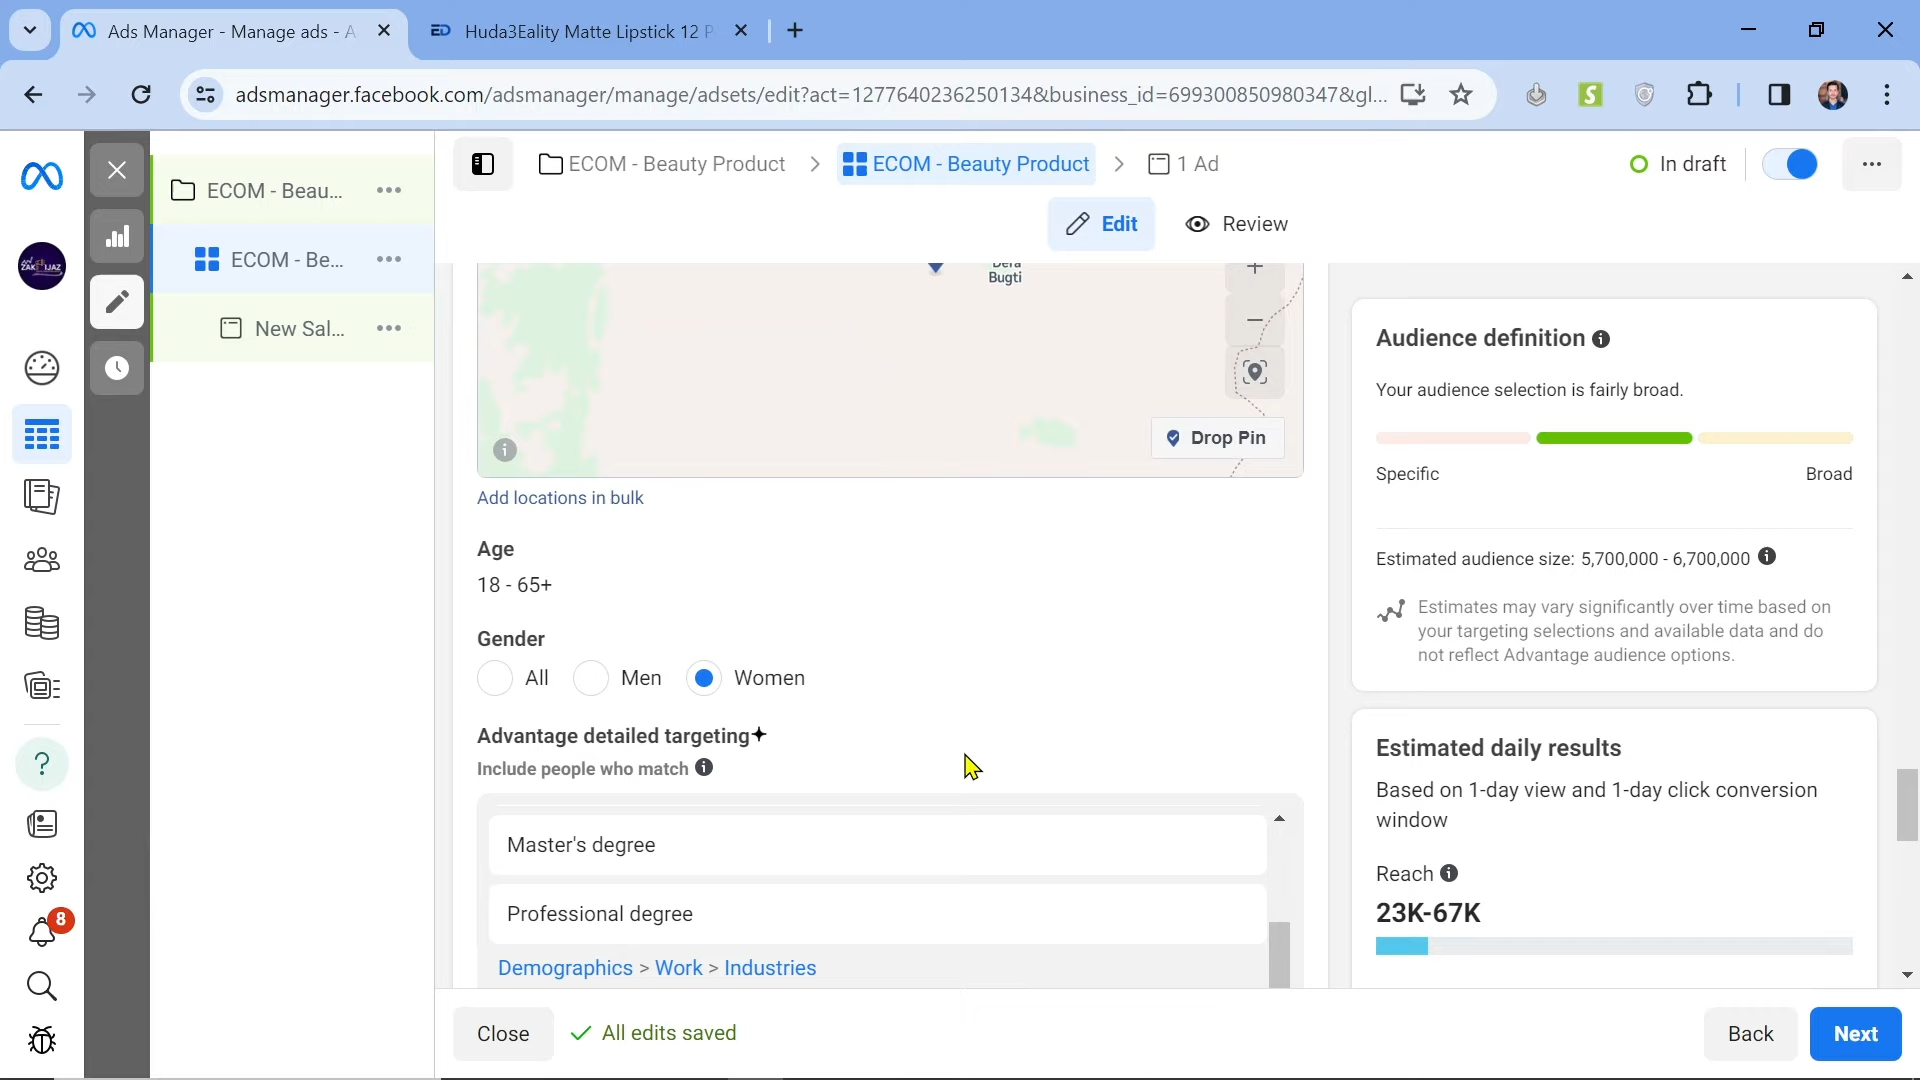 Ads Manager - Manage ads - A
Huda3Eality Matte Lipstick 12 P
adsmanager.facebook.com/adsmanager/manage/adsets/edit?act=1277640236250134&business_id=699300850980347&gl...
ECOM - Beauty Product > ECOM - Beauty Product > 1 Ad
In draft
Edit
Review
ECOM - Beau...
ECOM - Be...
New Sal...
8
Dera
Bugti
Drop Pin
Add locations in bulk
Age
18 - 65+
Gender
All
Men
Women
Advantage detailed targeting+
Include people who match
Master's degree
Professional degree
Demographics > Work > Industries
Close
All edits saved
Audience definition
Your audience selection is fairly broad.
Specific
Broad
Estimated audience size: 5,700,000 - 6,700,000
Estimates may vary significantly over time based on
your targeting selections and available data and do
not reflect Advantage audience options.
Estimated daily results
Based on 1-day view and 1-day click conversion
window
Reach
23K-67K
Back
Next